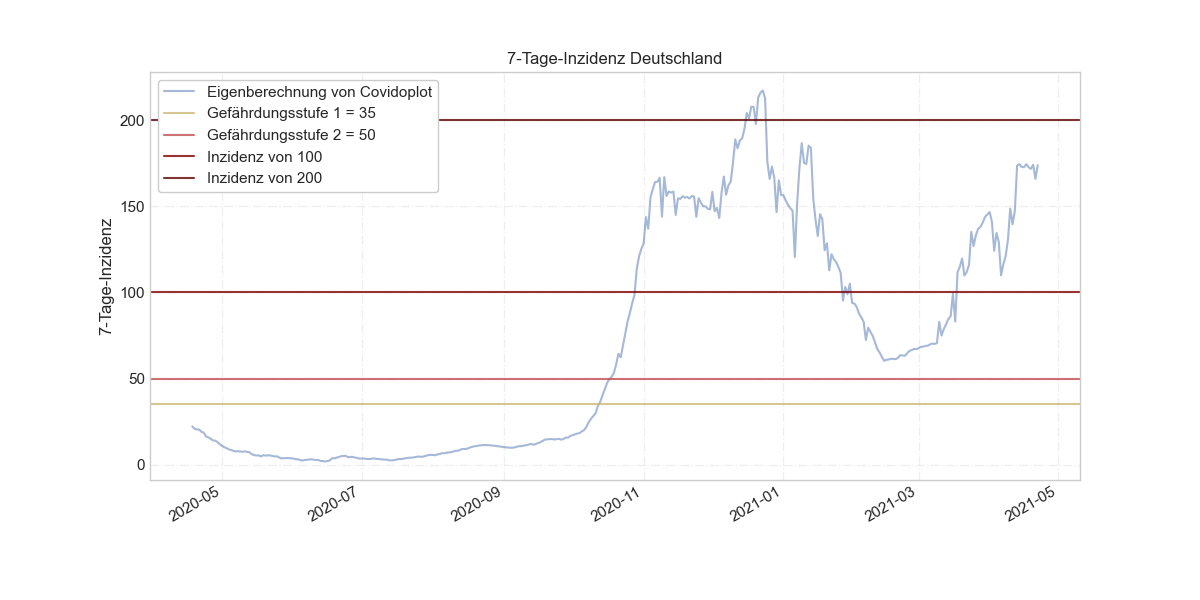 7-Tage-Inzidenz Deutschland
Eigenberechnung von Covidoplot
Gefährdungsstufe 1 = 35
Gefährdungsstufe 2 = 50
Inzidenz von 100
Inzidenz von 200
7-Tage-Inzidenz
200
150
100
50
0
2020-05
2020-07
2020-09
2020-11
2021-01
2021-03
2021-05